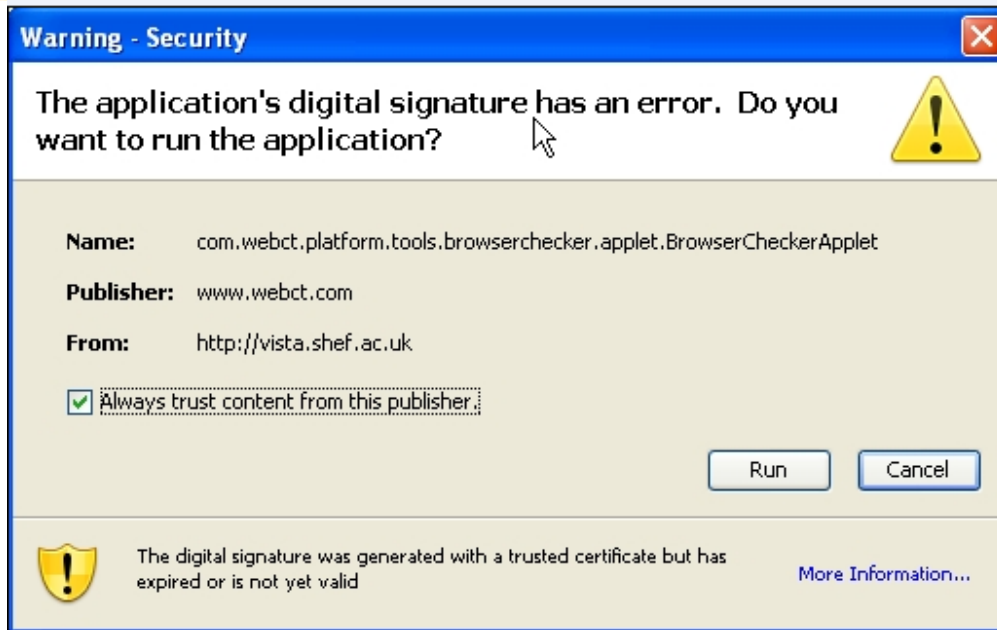 Warning - Security
The application's digital signature has an error. Do you
want to run the application?
Name: com.webct.platform.tools.browserchecker.applet.BrowserCheckerApplet
Publisher: www.webct.com
From: http://vista.shef.ac.uk
Always trust content from this publisher.
Run Cancel
The digital signature was generated with a trusted certificate but has
expired or is not yet valid
More Information...